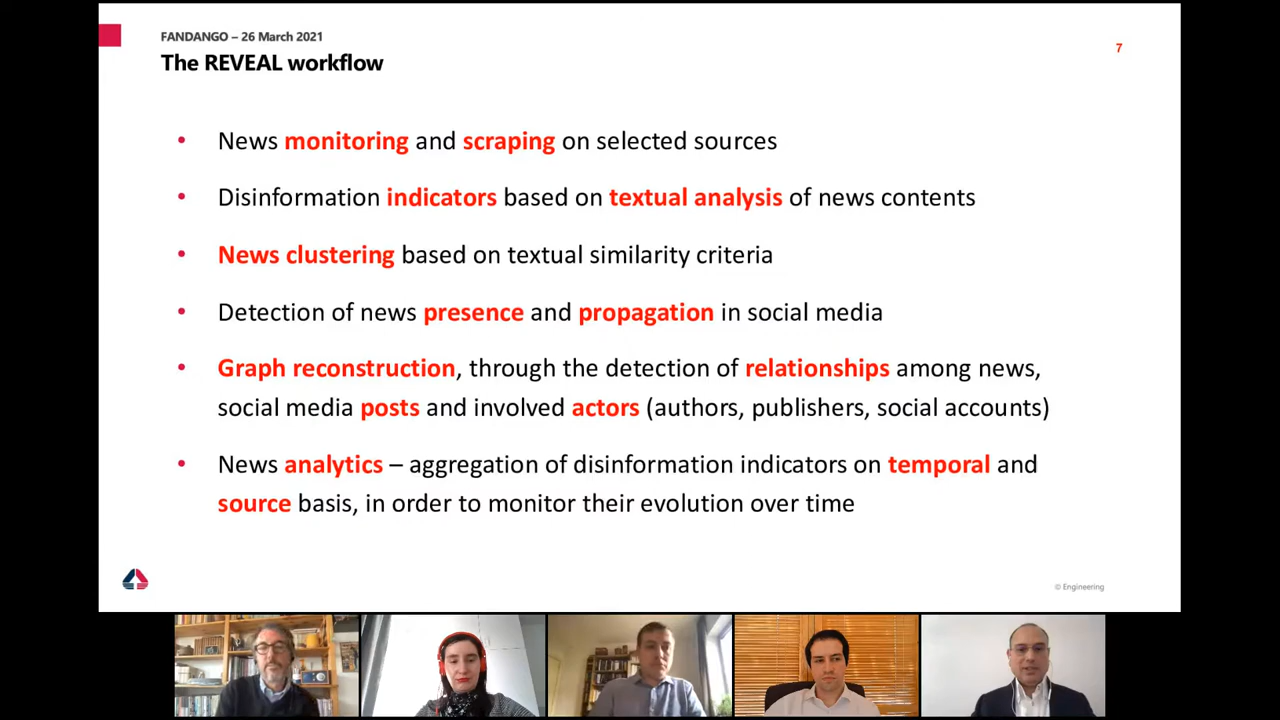 FANDANGO – 26 March 2021
7
The REVEAL workflow
• News monitoring and scraping on selected sources
• Disinformation indicators based on textual analysis of news contents
• News clustering based on textual similarity criteria
• Detection of news presence and propagation in social media
• Graph reconstruction, through the detection of relationships among news,
social media posts and involved actors (authors, publishers, social accounts)
• News analytics – aggregation of disinformation indicators on temporal and
source basis, in order to monitor their evolution over time
© Engineering